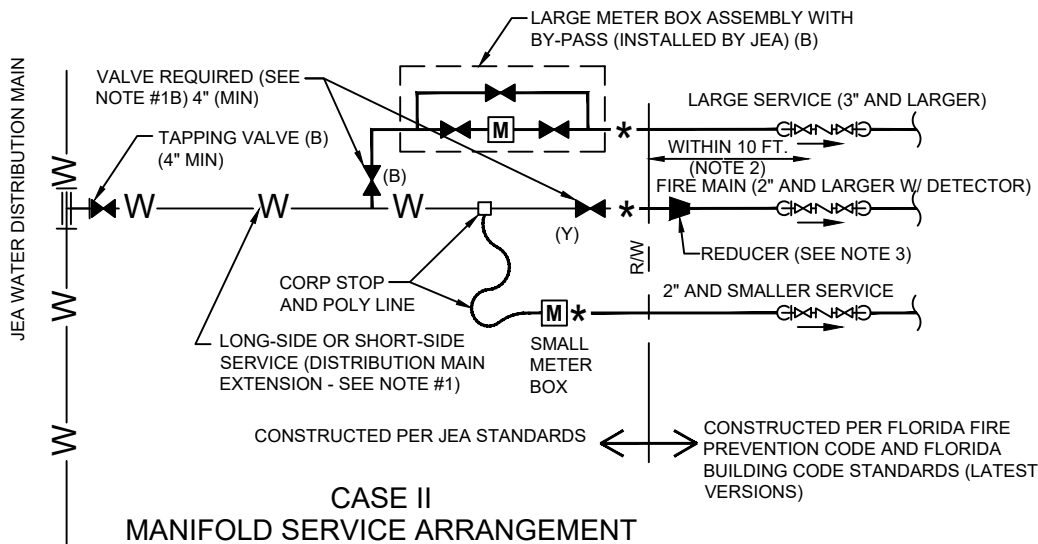 LARGE METER BOX ASSEMBLY WITH
BY-PASS (INSTALLED BY JEA) (B)
JEA WATER DISTRIBUTION MAIN
VALVE REQUIRED (SEE
NOTE #1B) 4" (MIN)
TAPPING VALVE (B)
(4" MIN)
M
*
LARGE SERVICE (3" AND LARGER)
WITHIN 10 FT.
(NOTE 2)
(B)
FIRE MAIN (2" AND LARGER W/ DETECTOR)
W
W
W
W
*
(Y)
R/W
REDUCER (SEE NOTE 3)
CORP STOP
AND POLY LINE
2" AND SMALLER SERVICE
W
M *
SMALL
METER
BOX
LONG-SIDE OR SHORT-SIDE
SERVICE (DISTRIBUTION MAIN
EXTENSION - SEE NOTE #1)
W
CONSTRUCTED PER JEA STANDARDS
CONSTRUCTED PER FLORIDA FIRE
PREVENTION CODE AND FLORIDA
BUILDING CODE STANDARDS (LATEST
VERSIONS)
CASE II
MANIFOLD SERVICE ARRANGEMENT